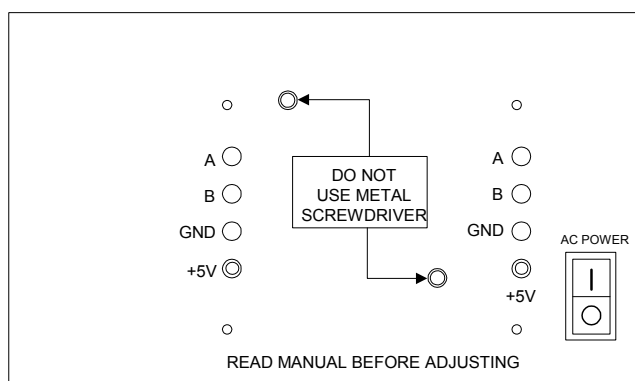 A
B
GND
+5V
DO NOT
USE METAL
SCREWDRIVER
A
B
GND
+5V
AC POWER
READ MANUAL BEFORE ADJUSTING